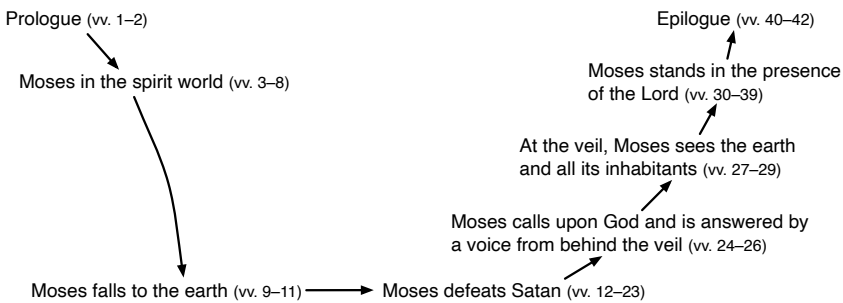 Prologue (vv. 1–2)
Moses in the spirit world (vv. 3–8)
Moses falls to the earth (vv. 9–11)
Moses defeats Satan (vv. 12–23)
Moses calls upon God and is answered by
a voice from behind the veil (vv. 24–26)
At the veil, Moses sees the earth
and all its inhabitants (vv. 27–29)
Moses stands in the presence
of the Lord (vv. 30–39)
Epilogue (vv. 40–42)